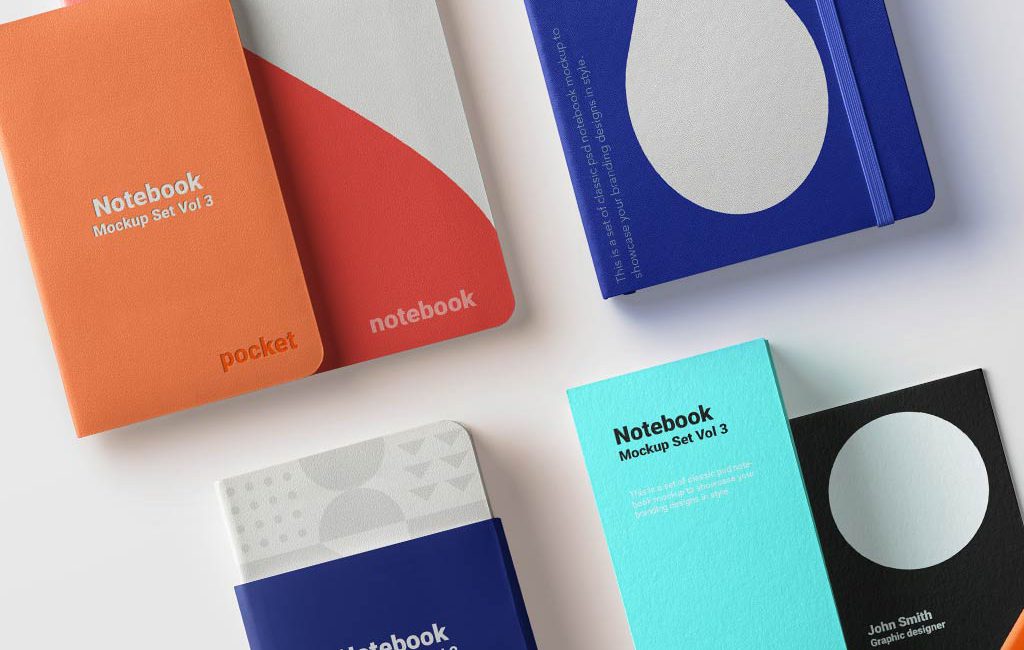 Notebook
Mockup Set Vol 3
pocket
notebook
This is a set of classic psd notebook mockup to
showcase your branding designs in style.
Notebook
Mockup Set Vol 3
This is a set of classic psd note-
book mockup to showcase your
branding designs in style
John Smith
Graphic designer
Notebook